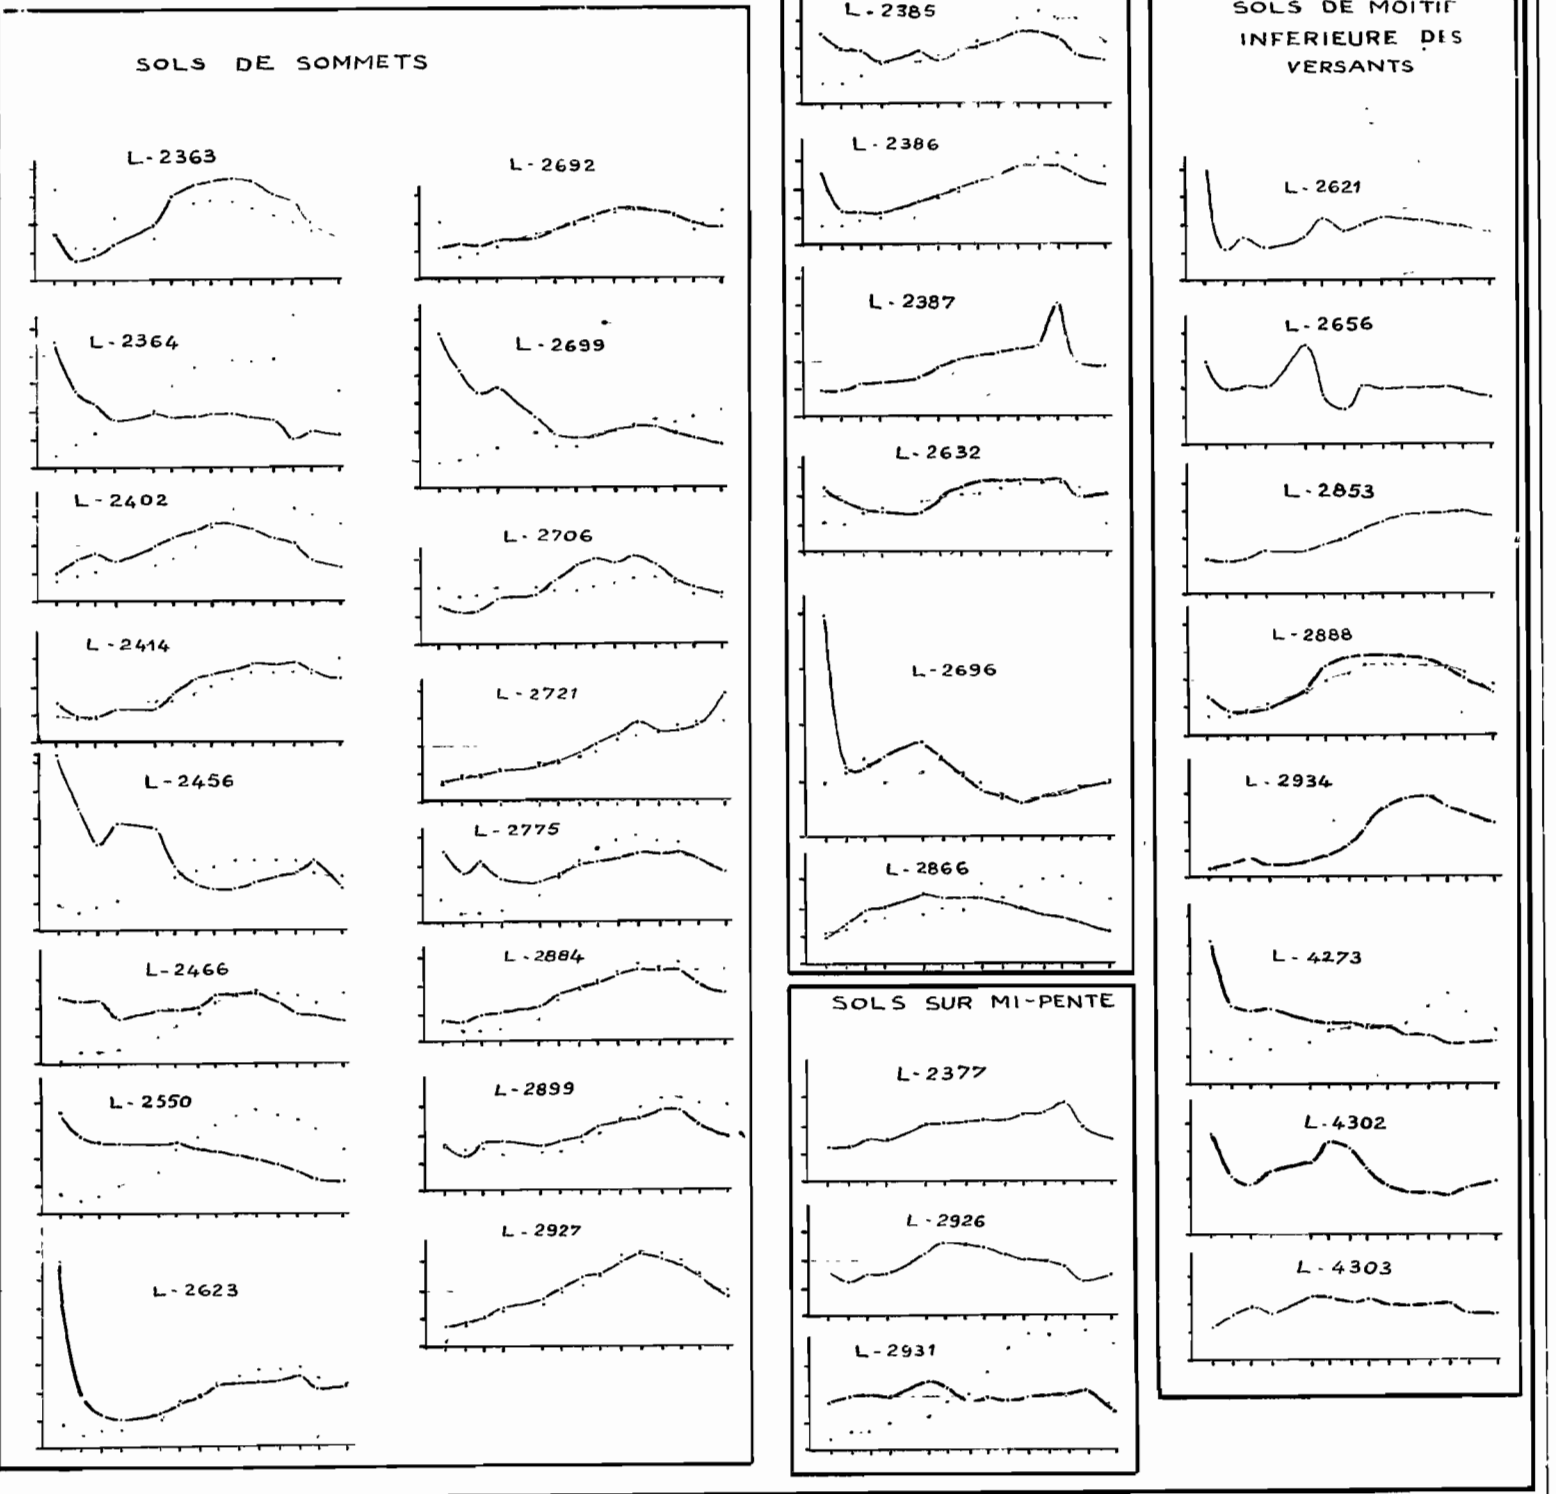 SOLS DE SOMMETS
L-2363
L-2364
L-2402
L-2414
L-2456
L-2466
L-2550
L-2623
L-2692
L-2699
L-2706
L-2721
L-2775
L-2884
L-2899
L-2927
L-2385
L-2386
L-2387
L-2632
L-2696
L-2866
SOLS SUR MI-PENTE
L-2377
L-2926
L-2931
SOLS DE MOITIE
INFERIEURE DES
VERSANTS
L-2621
L-2656
L-2853
L-2888
L-2934
L-4273
L-4302
L-4303